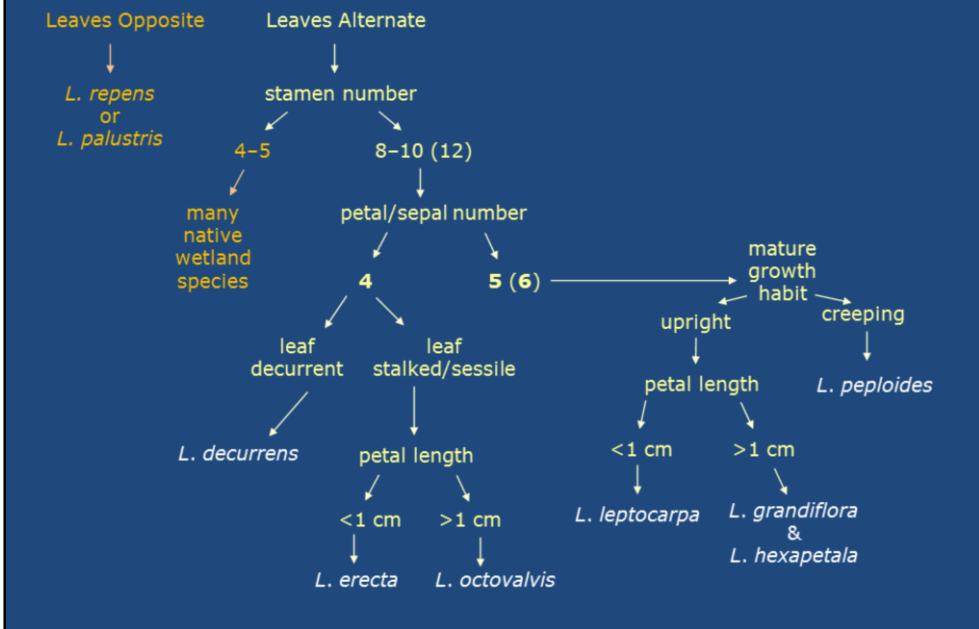 Leaves Opposite
Leaves Alternate
L. repens
or
L. palustris
stamen number
4–5
8–10 (12)
many
native
wetland
species
petal/sepal number
4
5 (6)
mature
growth
habit
upright
creeping
leaf
decurrent
leaf
stalked/sessile
petal length
L. peploides
L. decurrens
petal length
<1 cm
>1 cm
<1 cm
>1 cm
L. leptocarpa
L. grandiflora
&
L. hexapetala
L. erecta
L. octovalvis